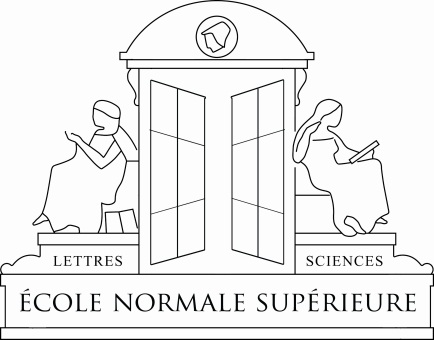 LETTRES SCIENCES
ÉCOLE NORMALE SUPÉRIEURE